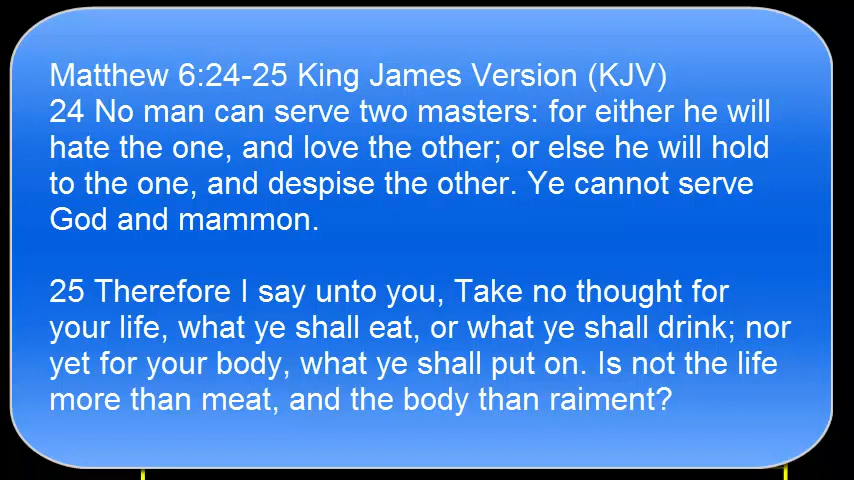 Matthew 6:24-25 King James Version (KJV)
24 No man can serve two masters: for either he will
hate the one, and love the other; or else he will hold
to the one, and despise the other. Ye cannot serve
God and mammon.
25 Therefore I say unto you, Take no thought for
your life, what ye shall eat, or what ye shall drink; nor
yet for your body, what ye shall put on. Is not the life
more than meat, and the body than raiment?